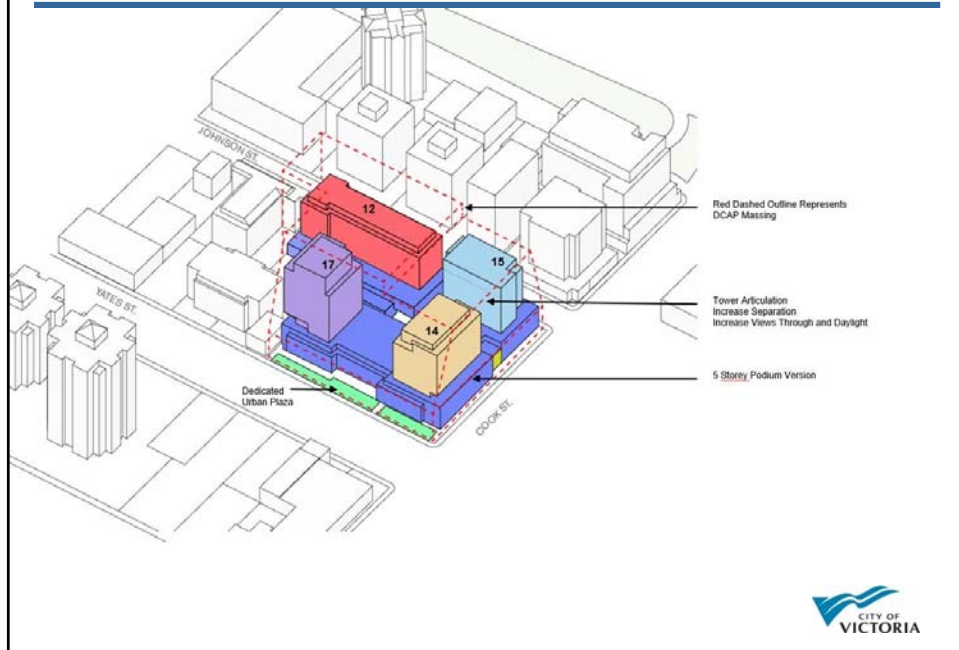 JOHNSON ST.
12
Red Dashed Outline Represents
DCAP Massing
17
15
YATES ST.
Tower Articulation
Increase Separation
Increase Views Through and Daylight
14
5 Storey Podium Version
Dedicated
Urban Plaza
COOK ST.
CITY OF
VICTORIA